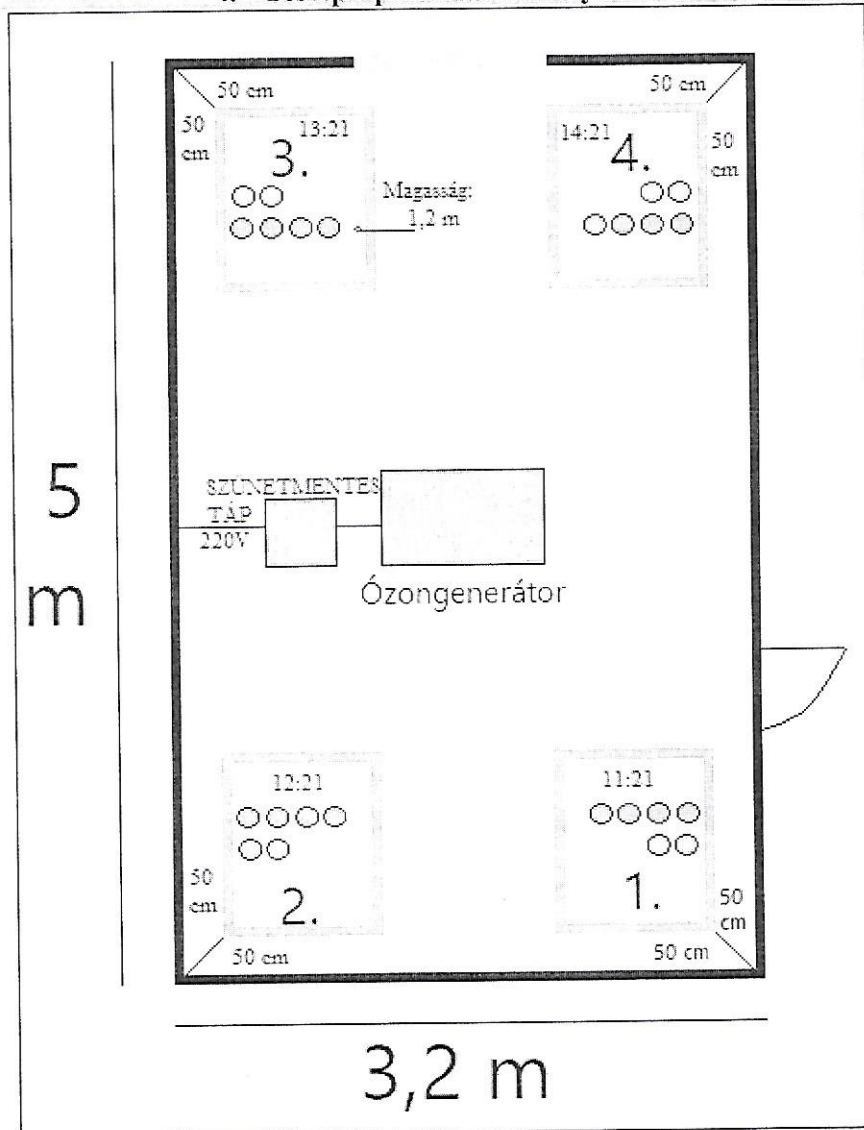 50 cm
50 cm
50
cm
13:21
3.
Magasság:
1,2 m
14:21
4.
50
cm
5
m
SZÜNETMENTES
TÁP
220V
Ózongenerátor
12:21
2.
50
cm
50 cm
11:21
1.
50
cm
50 cm
3,2 m